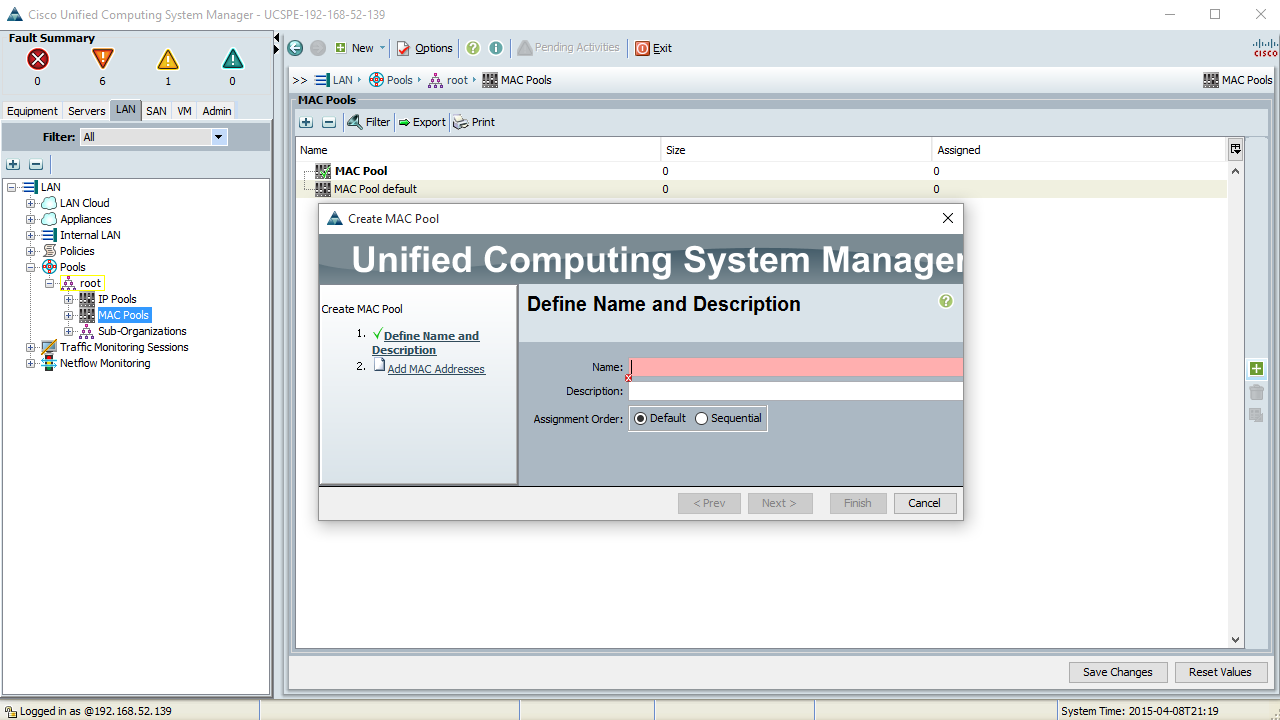 Cisco Unified Computing System Manager - UCSPE-192-168-52-139
Fault Summary
0 6 1 0
Equipment Servers LAN SAN VM Admin
Filter: All
LAN
LAN Cloud
Appliances
Internal LAN
Policies
Pools
root
IP Pools
MAC Pools
Sub-Organizations
Traffic Monitoring Sessions
Netflow Monitoring
New Options Pending Activities Exit
CISCO
>> LAN Pools root MAC Pools MAC Pools
MAC Pools
Filter Export Print
Name Size Assigned
MAC Pool 0 0
MAC Pool default 0 0
Create MAC Pool
Unified Computing System Manager
Create MAC Pool
1. Define Name and
Description
2. Add MAC Addresses
Define Name and Description
Name:
Description:
Assignment Order: Default Sequential
< Prev Next > Finish Cancel
Save Changes Reset Values
Logged in as @192.168.52.139
System Time: 2015-04-08T21:19